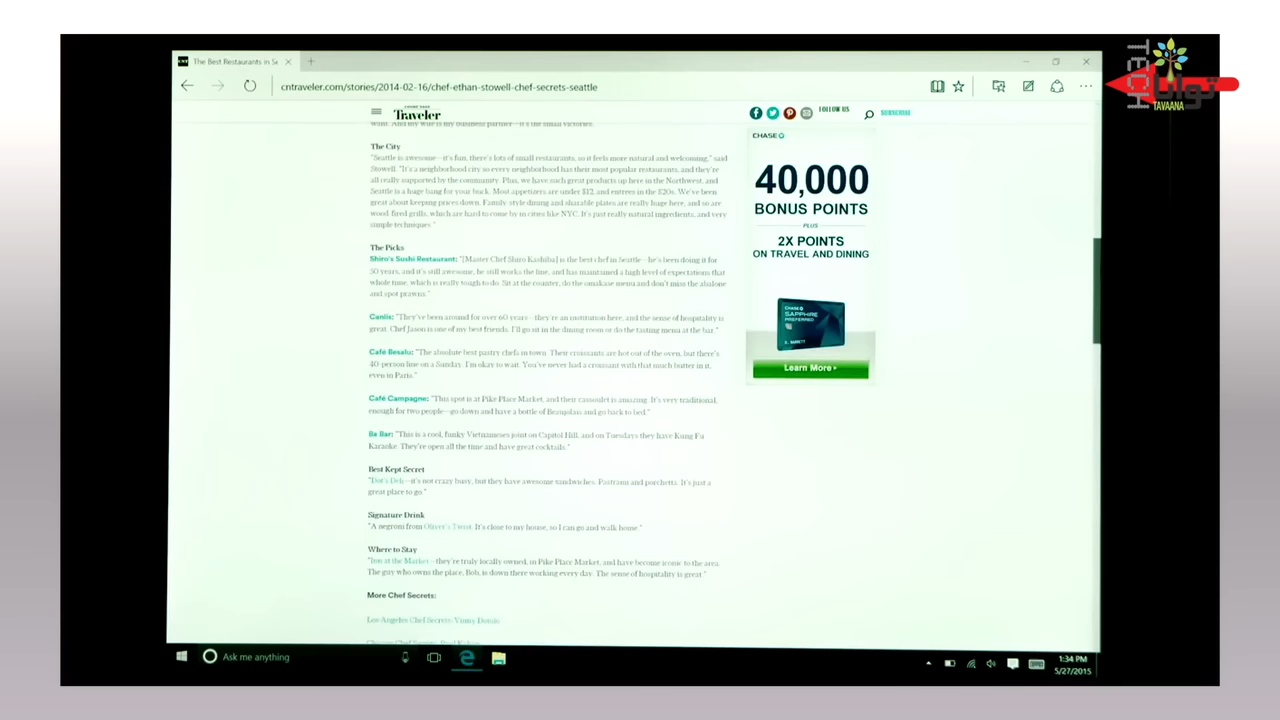 CNT The Best Restaurants in Se
cntraveler.com/stories/2014-02-16/chef-ethan-stowell-chef-secrets-seattle
TECH
توانا
TAVAANA
Traveler
FOLLOW US
SUBSCRIBE
want. And my wife is my business partner—it's the small victories.
The City
"Seattle is awesome—it's fun, there's lots of small restaurants, so it feels more natural and welcoming," said
Stowell. "It's a neighborhood city so every neighborhood has their most popular restaurants, and they're
all really supported by the community. Plus, we have such great products up here in the Northwest, and
Seattle is a huge bang for your buck. Most appetizers are under $12, and entrees in the $20s. We've been
great about keeping prices down. Family-style dining and sharable plates are really huge here, and so are
wood-fired grills, which are hard to come by in cities like NYC. It's just really natural ingredients, and very
simple techniques."
The Picks
Shiro's Sushi Restaurant: "[Master Chef Shiro Kashiba] is the best chef in Seattle—he's been doing it for
50 years, and it's still awesome, he still works the line, and has maintained a high level of expectations that
whole time, which is really tough to do. Sit at the counter, do the omakase menu and don't miss the abalone
and spot prawns."
Canlis: "They've been around for over 60 years—they're an institution here, and the sense of hospitality is
great. Chef Jason is one of my best friends. I'll go sit in the dining room or do the tasting menu at the bar."
Café Besalu: "The absolute best pastry chefs in town. Their croissants are hot out of the oven, but there's
40-person line on a Sunday. I'm okay to wait. You've never had a croissant with that much butter in it,
even in Paris."
Café Campagne: "This spot is at Pike Place Market, and their cassoulet is amazing. It's very traditional,
enough for two people—go down and have a bottle of Beaujolais and go back to bed."
Ba Bar: "This is a cool, funky Vietnamese joint on Capitol Hill, and on Tuesdays they have Kung Fu
Karaoke. They're open all the time and have great cocktails."
Best Kept Secret
"Dot's Deli—it's not crazy busy, but they have awesome sandwiches. Pastrami and porchetta. It's just a
great place to go."
Signature Drink
"A negroni from Oliver's Twist. It's close to my house, so I can go and walk home."
Where to Stay
"Inn at the Market—they're truly locally owned, in Pike Place Market, and have become iconic to the area.
The guy who owns the place, Bob, is down there working every day. The sense of hospitality is great."
More Chef Secrets:
Los Angeles Chef Secrets: Vinny Dotolo
CHASE
40,000
BONUS POINTS
PLUS
2X POINTS
ON TRAVEL AND DINING
CHASE
SAPPHIRE
PREFERRED
Learn More
Ask me anything
1:34 PM
5/27/2015